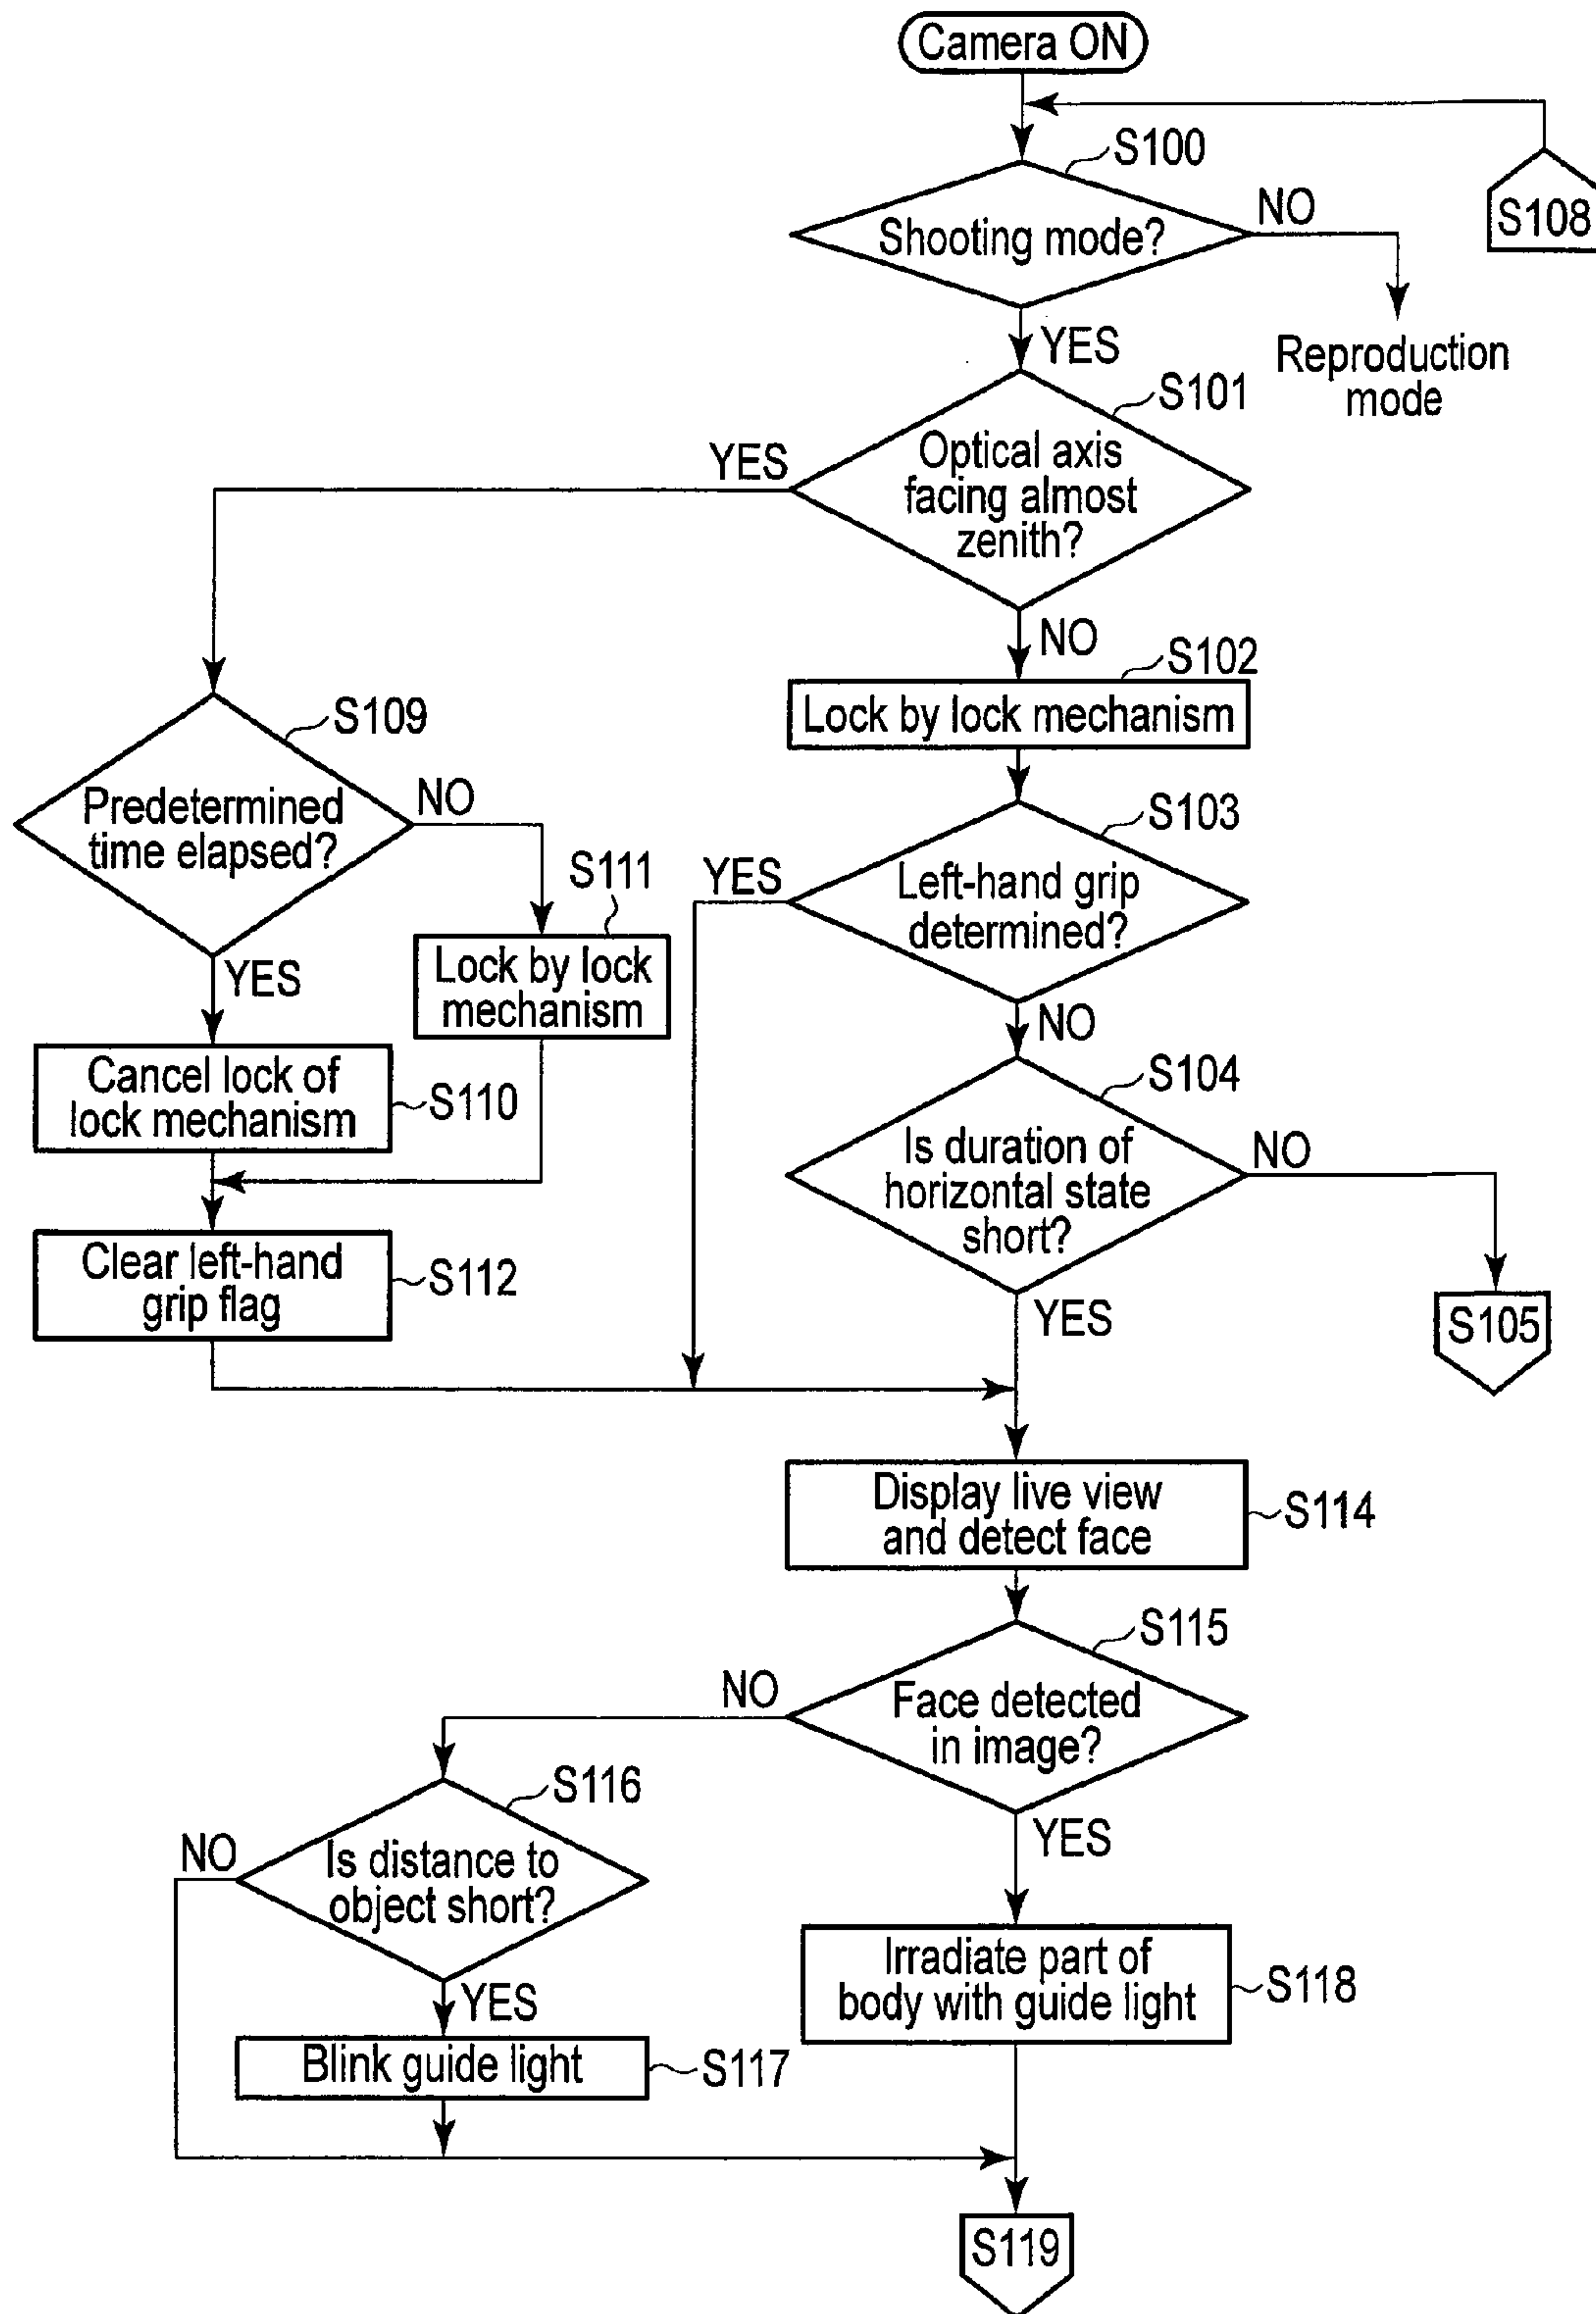 Camera ON
S100
Shooting mode?
NO
S108
YES
Reproduction
mode
S101
Optical axis
facing almost
zenith?
YES
NO
S102
Lock by lock mechanism
S109
Predetermined
time elapsed?
NO
YES
S111
Lock by lock
mechanism
S103
Left-hand grip
determined?
YES
NO
Cancel lock of
lock mechanism
S110
S104
Is duration of
horizontal state
short?
NO
YES
S105
Clear left-hand
grip flag
S112
Display live view
and detect face
S114
S115
Face detected
in image?
NO
YES
S116
Is distance to
object short?
NO
YES
Irradiate part of
body with guide light
S118
Blink guide light
S117
S119